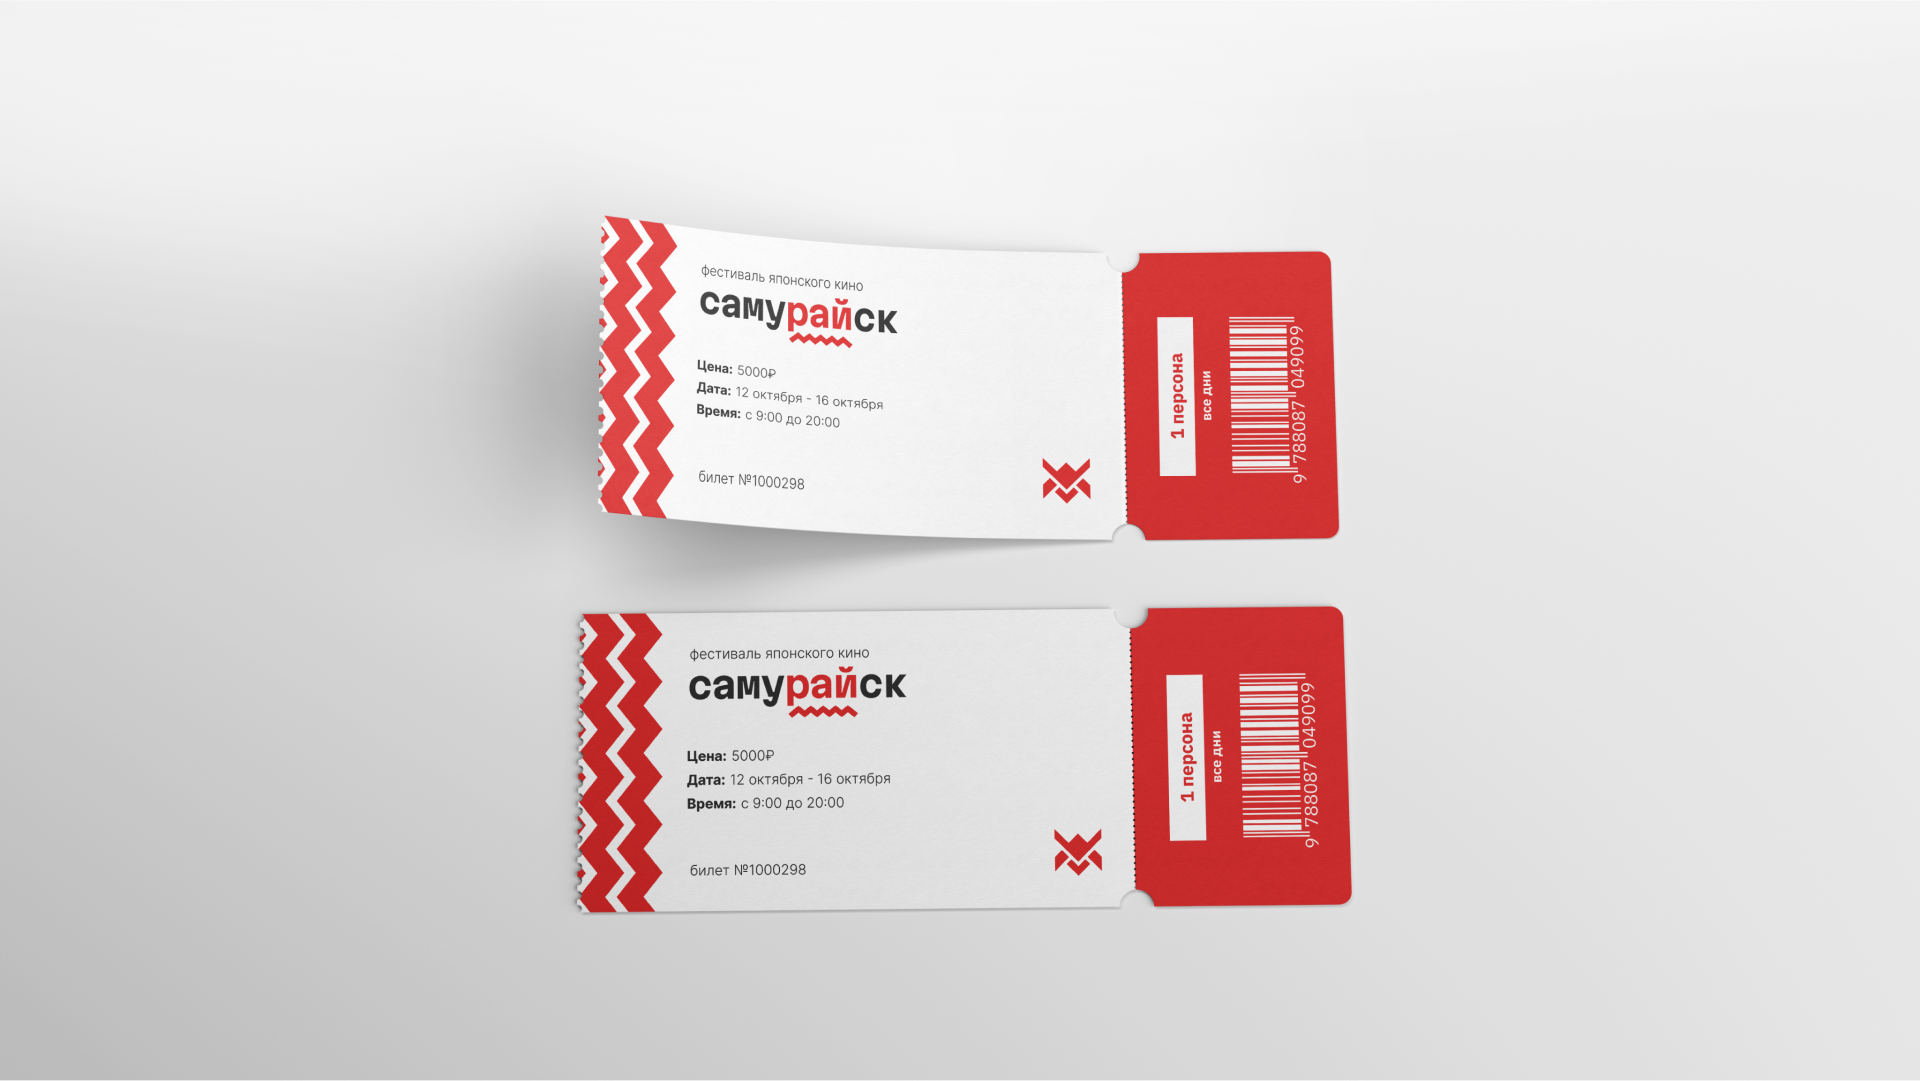 фестиваль японского кино
самурайск
Цена: 5000₽
Дата: 12 октября - 16 октября
Время: с 9:00 до 20:00
билет №1000298
1 персона
все дни
9 788087 049099
фестиваль японского кино
самурайск
Цена: 5000₽
Дата: 12 октября - 16 октября
Время: с 9:00 до 20:00
билет №1000298
1 персона
все дни
9 788087 049099